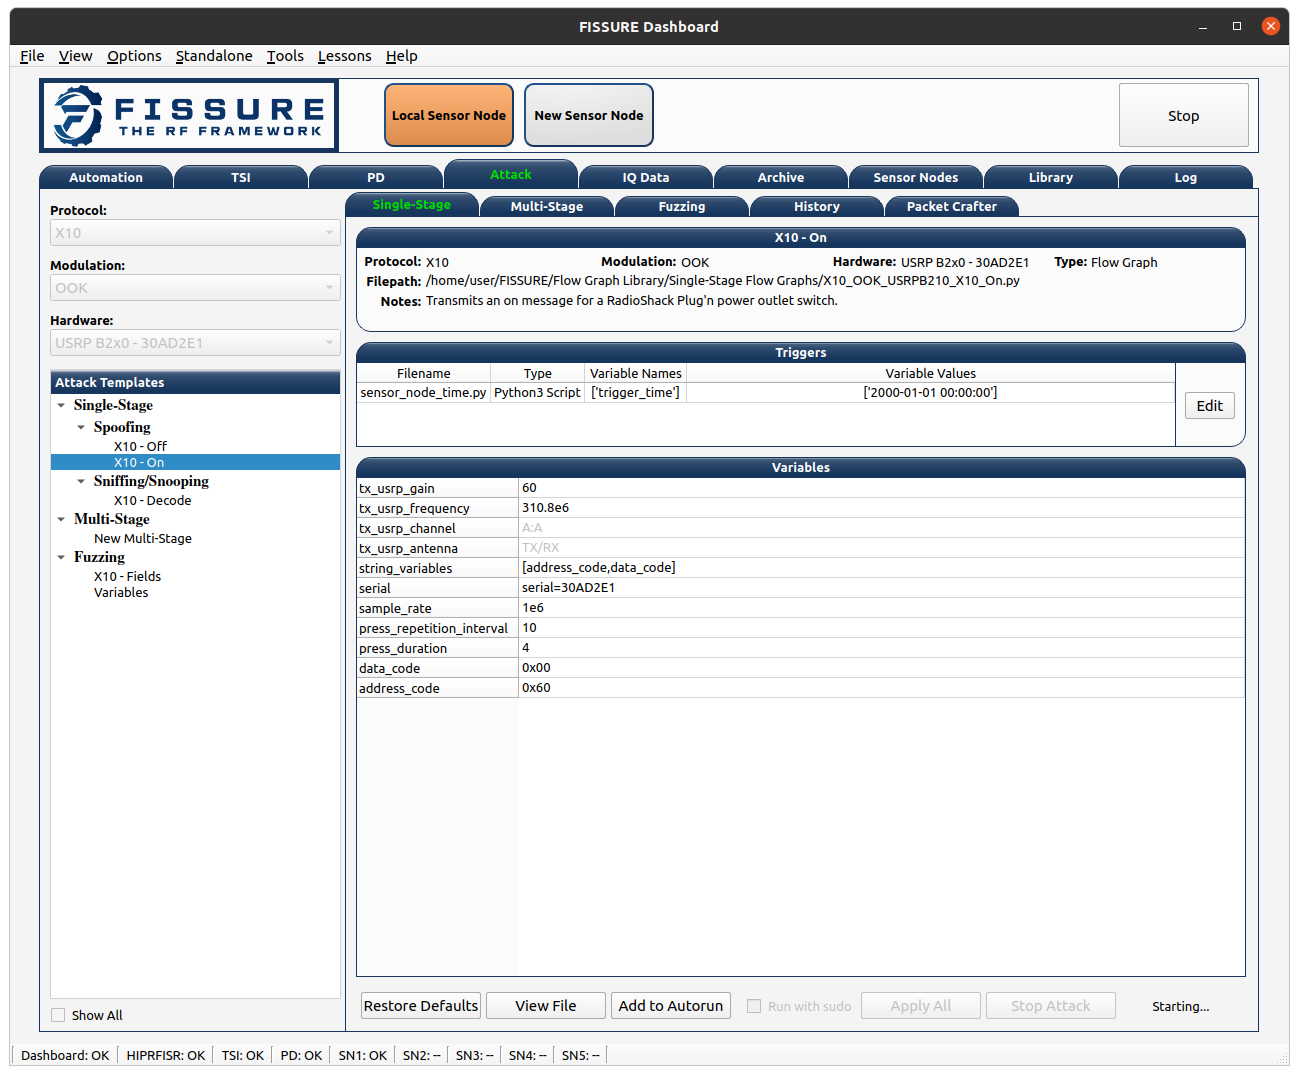 FISSURE Dashboard
File View Options Standalone Tools Lessons Help
FISSURE
THE RF FRAMEWORK
Local Sensor Node
New Sensor Node
Stop
Automation TSI PD Attack IQ Data Archive Sensor Nodes Library Log
Protocol:
X10
Modulation:
OOK
Hardware:
USRP B2x0 - 30AD2E1
Attack Templates
Single-Stage
Spoofing
X10 - Off
X10 - On
Sniffing/Snooping
X10 - Decode
Multi-Stage
New Multi-Stage
Fuzzing
X10 - Fields
Variables
Show All
Single-Stage Multi-Stage Fuzzing History Packet Crafter
X10 - On
Protocol: X10 Modulation: OOK Hardware: USRP B2x0 - 30AD2E1 Type: Flow Graph
Filepath: /home/user/FISSURE/Flow Graph Library/Single-Stage Flow Graphs/X10_OOK_USRPB210_X10_On.py
Notes: Transmits an on message for a RadioShack Plug'n power outlet switch.
Triggers
Filename Type Variable Names Variable Values
sensor_node_time.py Python3 Script ['trigger_time'] ['2000-01-01 00:00:00']
Edit
Variables
tx_usrp_gain 60
tx_usrp_frequency 310.8e6
tx_usrp_channel A:A
tx_usrp_antenna TX/RX
string_variables [address_code,data_code]
serial serial=30AD2E1
sample_rate 1e6
press_repetition_interval 10
press_duration 4
data_code 0x00
address_code 0x60
Restore Defaults View File Add to Autorun Run with sudo Apply All Stop Attack Starting...
Dashboard: OK HIPRFISR: OK TSI: OK PD: OK SN1: OK SN2: -- SN3: -- SN4: -- SN5: --